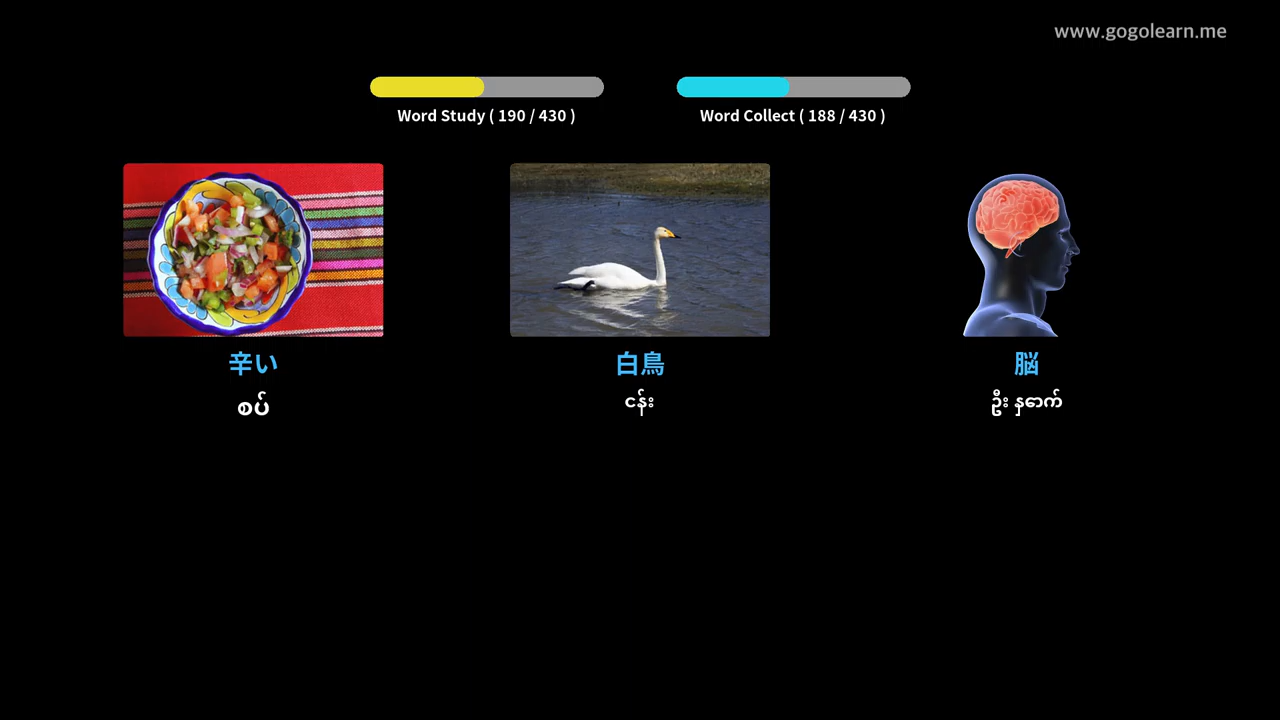 www.gogolearn.me
Word Study ( 190 / 430 )
Word Collect ( 188 / 430 )
辛い
白鳥
脳
စပ်
ငန်း
ဦး နှောက်